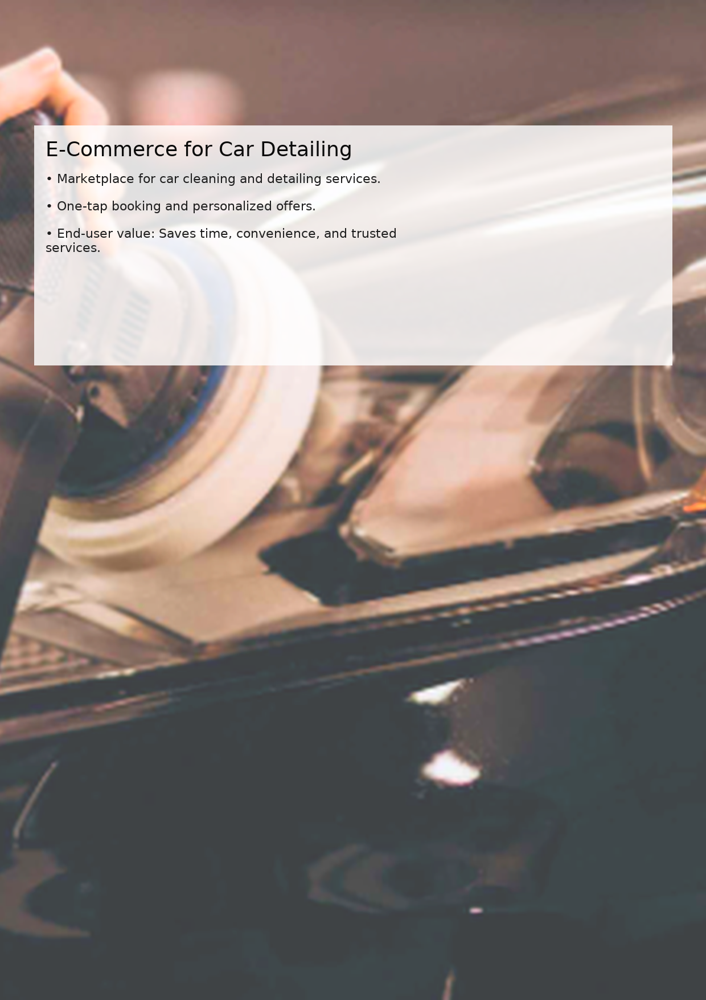 E-Commerce for Car Detailing
• Marketplace for car cleaning and detailing services.
• One-tap booking and personalized offers.
• End-user value: Saves time, convenience, and trusted
services.